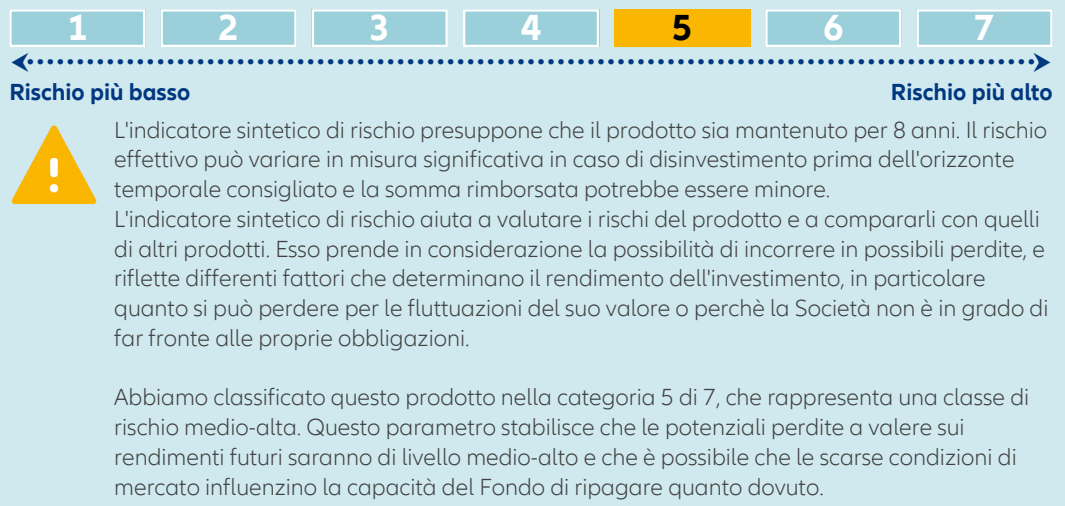 1 2 3 4 5 6 7
Rischio più basso Rischio più alto
L'indicatore sintetico di rischio presuppone che il prodotto sia mantenuto per 8 anni. Il rischio
effettivo può variare in misura significativa in caso di disinvestimento prima dell'orizzonte
temporale consigliato e la somma rimborsata potrebbe essere minore.
L'indicatore sintetico di rischio aiuta a valutare i rischi del prodotto e a compararli con quelli
di altri prodotti. Esso prende in considerazione la possibilità di incorrere in possibili perdite, e
riflette differenti fattori che determinano il rendimento dell'investimento, in particolare
quanto si può perdere per le fluttuazioni del suo valore o perchè la Società non è in grado di
far fronte alle proprie obbligazioni.
Abbiamo classificato questo prodotto nella categoria 5 di 7, che rappresenta una classe di
rischio medio-alta. Questo parametro stabilisce che le potenziali perdite a valere sui
rendimenti futuri saranno di livello medio-alto e che è possibile che le scarse condizioni di
mercato influenzino la capacità del Fondo di ripagare quanto dovuto.